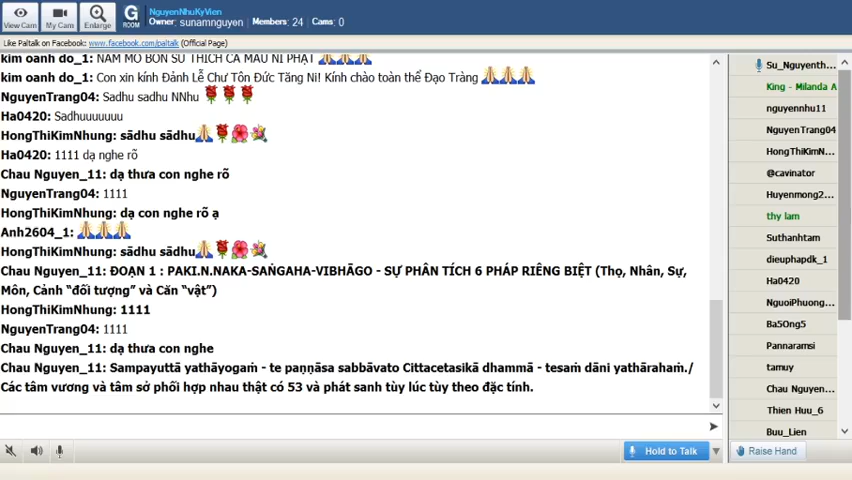 View Cam
My Cam
Enlarge
G
ROOM
NguyenNhuKyVien
Owner: sunamnguyen   Members: 24   Cams: 0
Like Paltalk on Facebook: www.facebook.com/paltalk (Official Page)
kim oanh do_1: NAM MÔ BỔN SƯ THÍCH CA MÂU NI PHẬT
kim oanh do_1: Con xin kính Đảnh Lễ Chư Tôn Đức Tăng Ni! Kính chào toàn thể Đạo Tràng
NguyenTrang04: Sadhu sadhu NNhu
Ha0420: Sadhuuuuuuu
HongThiKimNhung: sādhu sādhu
Ha0420: 1111 dạ nghe rõ
Chau Nguyen_11: dạ thưa con nghe rõ
NguyenTrang04: 1111
HongThiKimNhung: dạ con nghe rõ ạ
Anh2604_1:
HongThiKimNhung: sādhu sādhu
Chau Nguyen_11: ĐOẠN 1 : PAKI.N.NAKA-SAṄGAHA-VIBHĀGO - SỰ PHÂN TÍCH 6 PHÁP RIÊNG BIỆT (Thọ, Nhân, Sự,
Môn, Cảnh “đối tượng” và Căn “vật”)
HongThiKimNhung: 1111
NguyenTrang04: 1111
Chau Nguyen_11: dạ thưa con nghe
Chau Nguyen_11: Sampayuttā yathāyogaṁ - te paṇṇāsa sabbāvato Cittacetasikā dhammā - tesaṁ dāni yathārahaṁ./
Các tâm vương và tâm sở phối hợp nhau thật có 53 và phát sanh tùy lúc tùy theo đặc tính.
Hold to Talk
Raise Hand
Su_Nguyenth...
King - Milanda A
nguyennhu11
NguyenTrang04
HongThiKimN...
@cavinator
Huyenmong2...
thy lam
Suthanhtam
dieuphapdk_1
Ha0420
NguoiPhuong...
Ba5Ong5
Pannaramsi
tamuy
Chau Nguyen...
Thien Huu_6
Buu_Lien